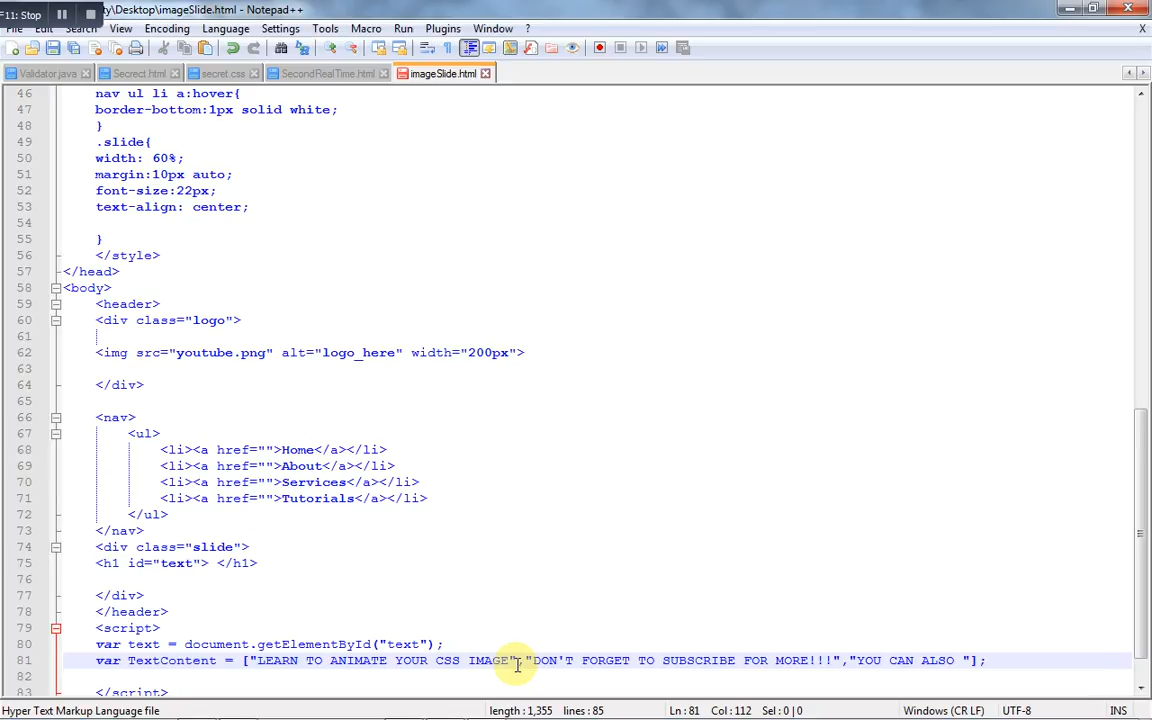 F11: Stop
ty\Desktop\imageSlide.html - Notepad++
File Edit Search View Encoding Language Settings Tools Macro Run Plugins Window ?
X
Validator.java Secrect.html secret.css SecondRealTime.html imageSlide.html
46 nav ul li a:hover{
47 border-bottom:1px solid white;
48 }
49 .slide{
50 width: 60%;
51 margin:10px auto;
52 font-size:22px;
53 text-align: center;
54
55 }
56 </style>
57 </head>
58 <body>
59 <header>
60 <div class="logo">
61
62 <img src="youtube.png" alt="logo_here" width="200px">
63
64 </div>
65
66 <nav>
67 <ul>
68 <li><a href="">Home</a></li>
69 <li><a href="">About</a></li>
70 <li><a href="">Services</a></li>
71 <li><a href="">Tutorials</a></li>
72 </ul>
73 </nav>
74 <div class="slide">
75 <h1 id="text"> </h1>
76
77 </div>
78 </header>
79 <script>
80 var text = document.getElementById("text");
81 var TextContent = ["LEARN TO ANIMATE YOUR CSS IMAGE","DON'T FORGET TO SUBSCRIBE FOR MORE!!!","YOU CAN ALSO "];
82
83 </script>
Hyper Text Markup Language file length : 1,355 lines : 85 Ln : 81 Col : 112 Sel : 0 | 0 Windows (CR LF) UTF-8 INS